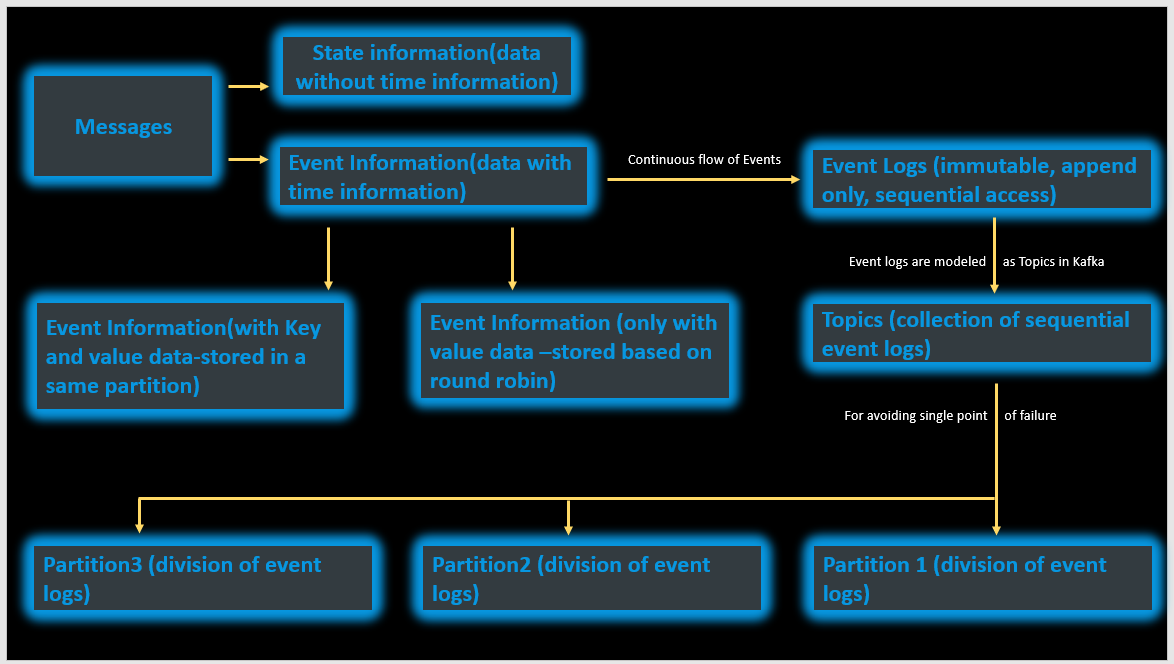 State information(data
without time information)
Messages
Event Information(data with
time information)
Continuous flow of Events
Event Logs (immutable, append
only, sequential access)
Event logs are modeled as Topics in Kafka
Event Information(with Key
and value data-stored in a
same partition)
Event Information (only with
value data –stored based on
round robin)
Topics (collection of sequential
event logs)
For avoiding single point of failure
Partition3 (division of event
logs)
Partition2 (division of event
logs)
Partition 1 (division of event
logs)